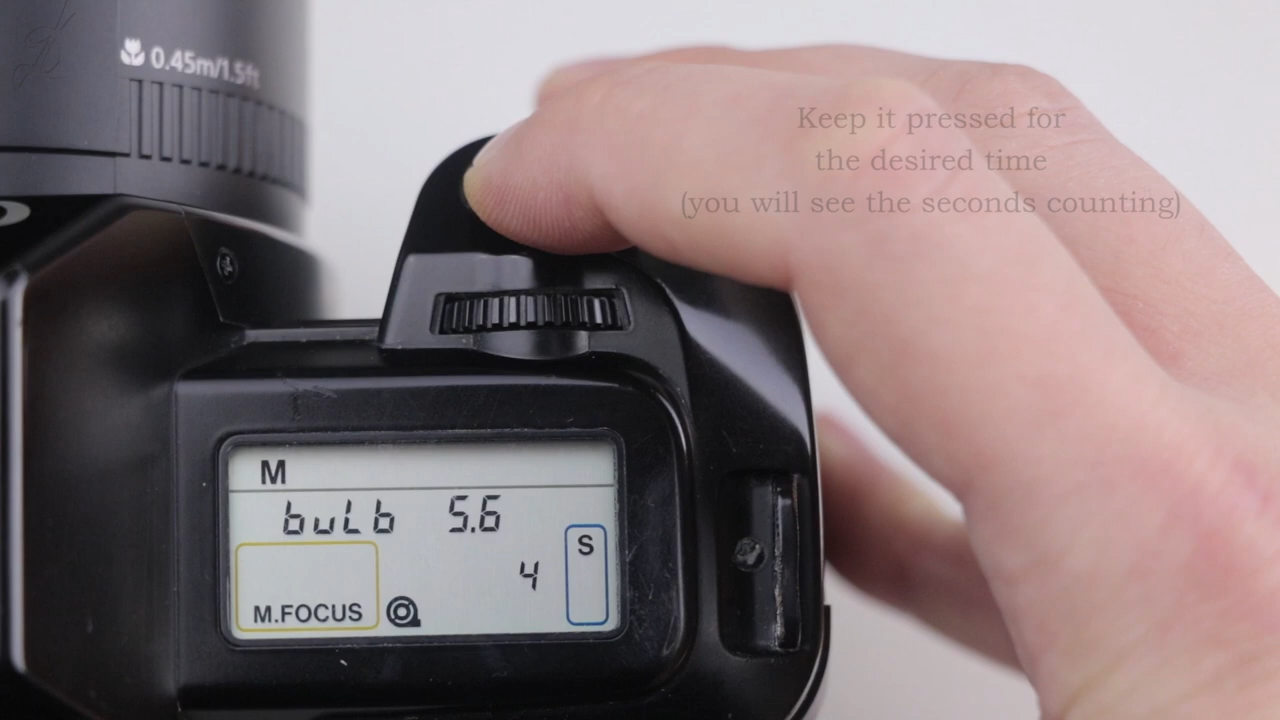 0.45m/1.5ft
Keep it pressed for
the desired time
(you will see the seconds counting)
M
buLb 5.6
S
4
M.FOCUS